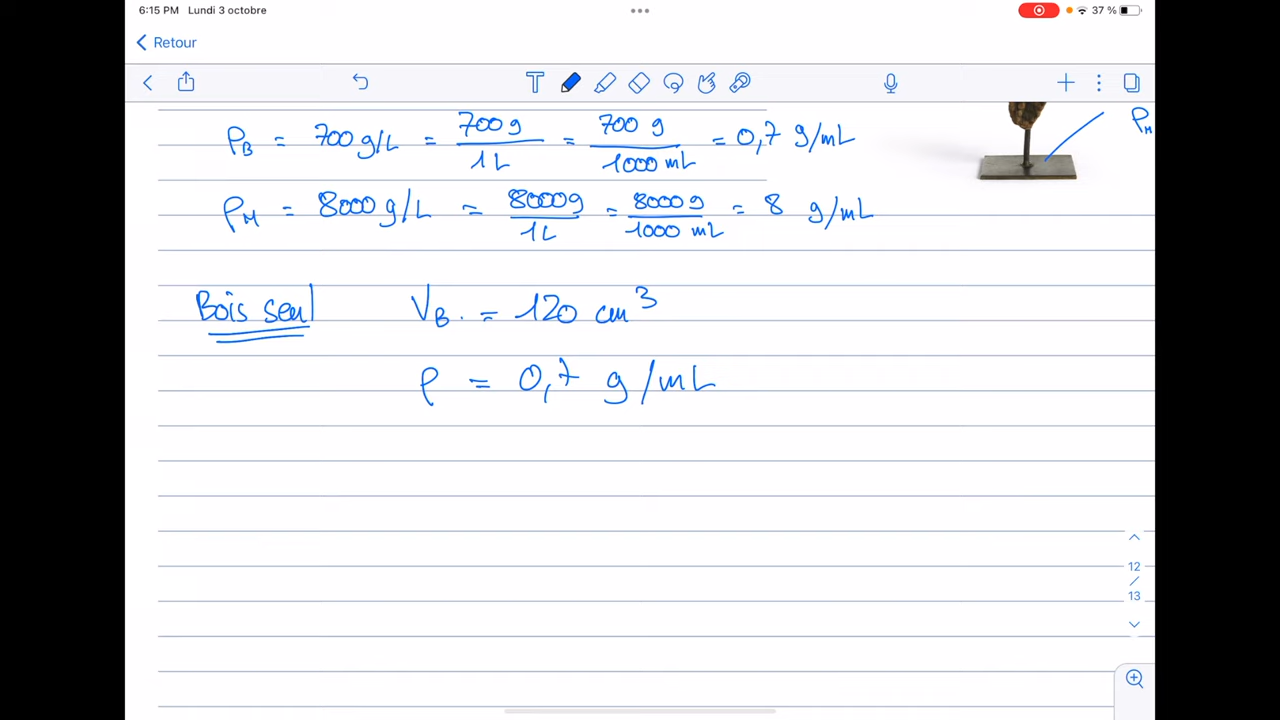 6:15 PM Lundi 3 octobre
37 %
Retour
ρB = 700 g/L = 700 g / 1 L = 700 g / 1000 mL = 0,7 g/mL
ρM
ρM = 8000 g/L = 8000 g / 1 L = 8000 g / 1000 mL = 8 g/mL
Bois seul VB. = 120 cm³
ρ = 0,7 g/mL
12
/
13